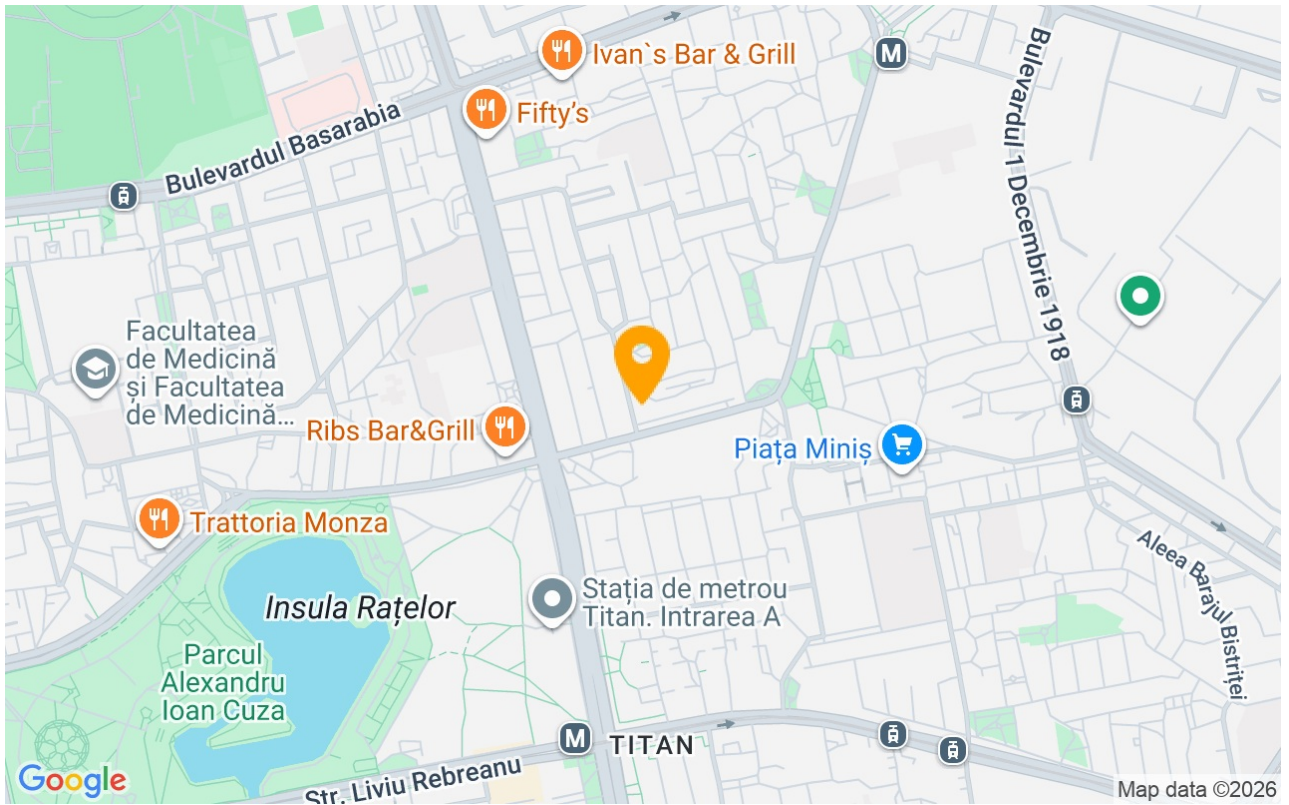 Ivan`s Bar & Grill
M
Fifty’s
Bulevardul Basarabia
Bulevardul 1 Decembrie 1918
Facultatea
de Medicină
și Facultatea
de Medicină...
Ribs Bar&Grill
Piața Miniș
Trattoria Monza
Aleea Barajul Bistriței
Stația de metrou
Titan. Intrarea A
Insula Rațelor
Parcul
Alexandru
Ioan Cuza
M
TITAN
Str. Liviu Rebreanu
Google
Map data ©2026